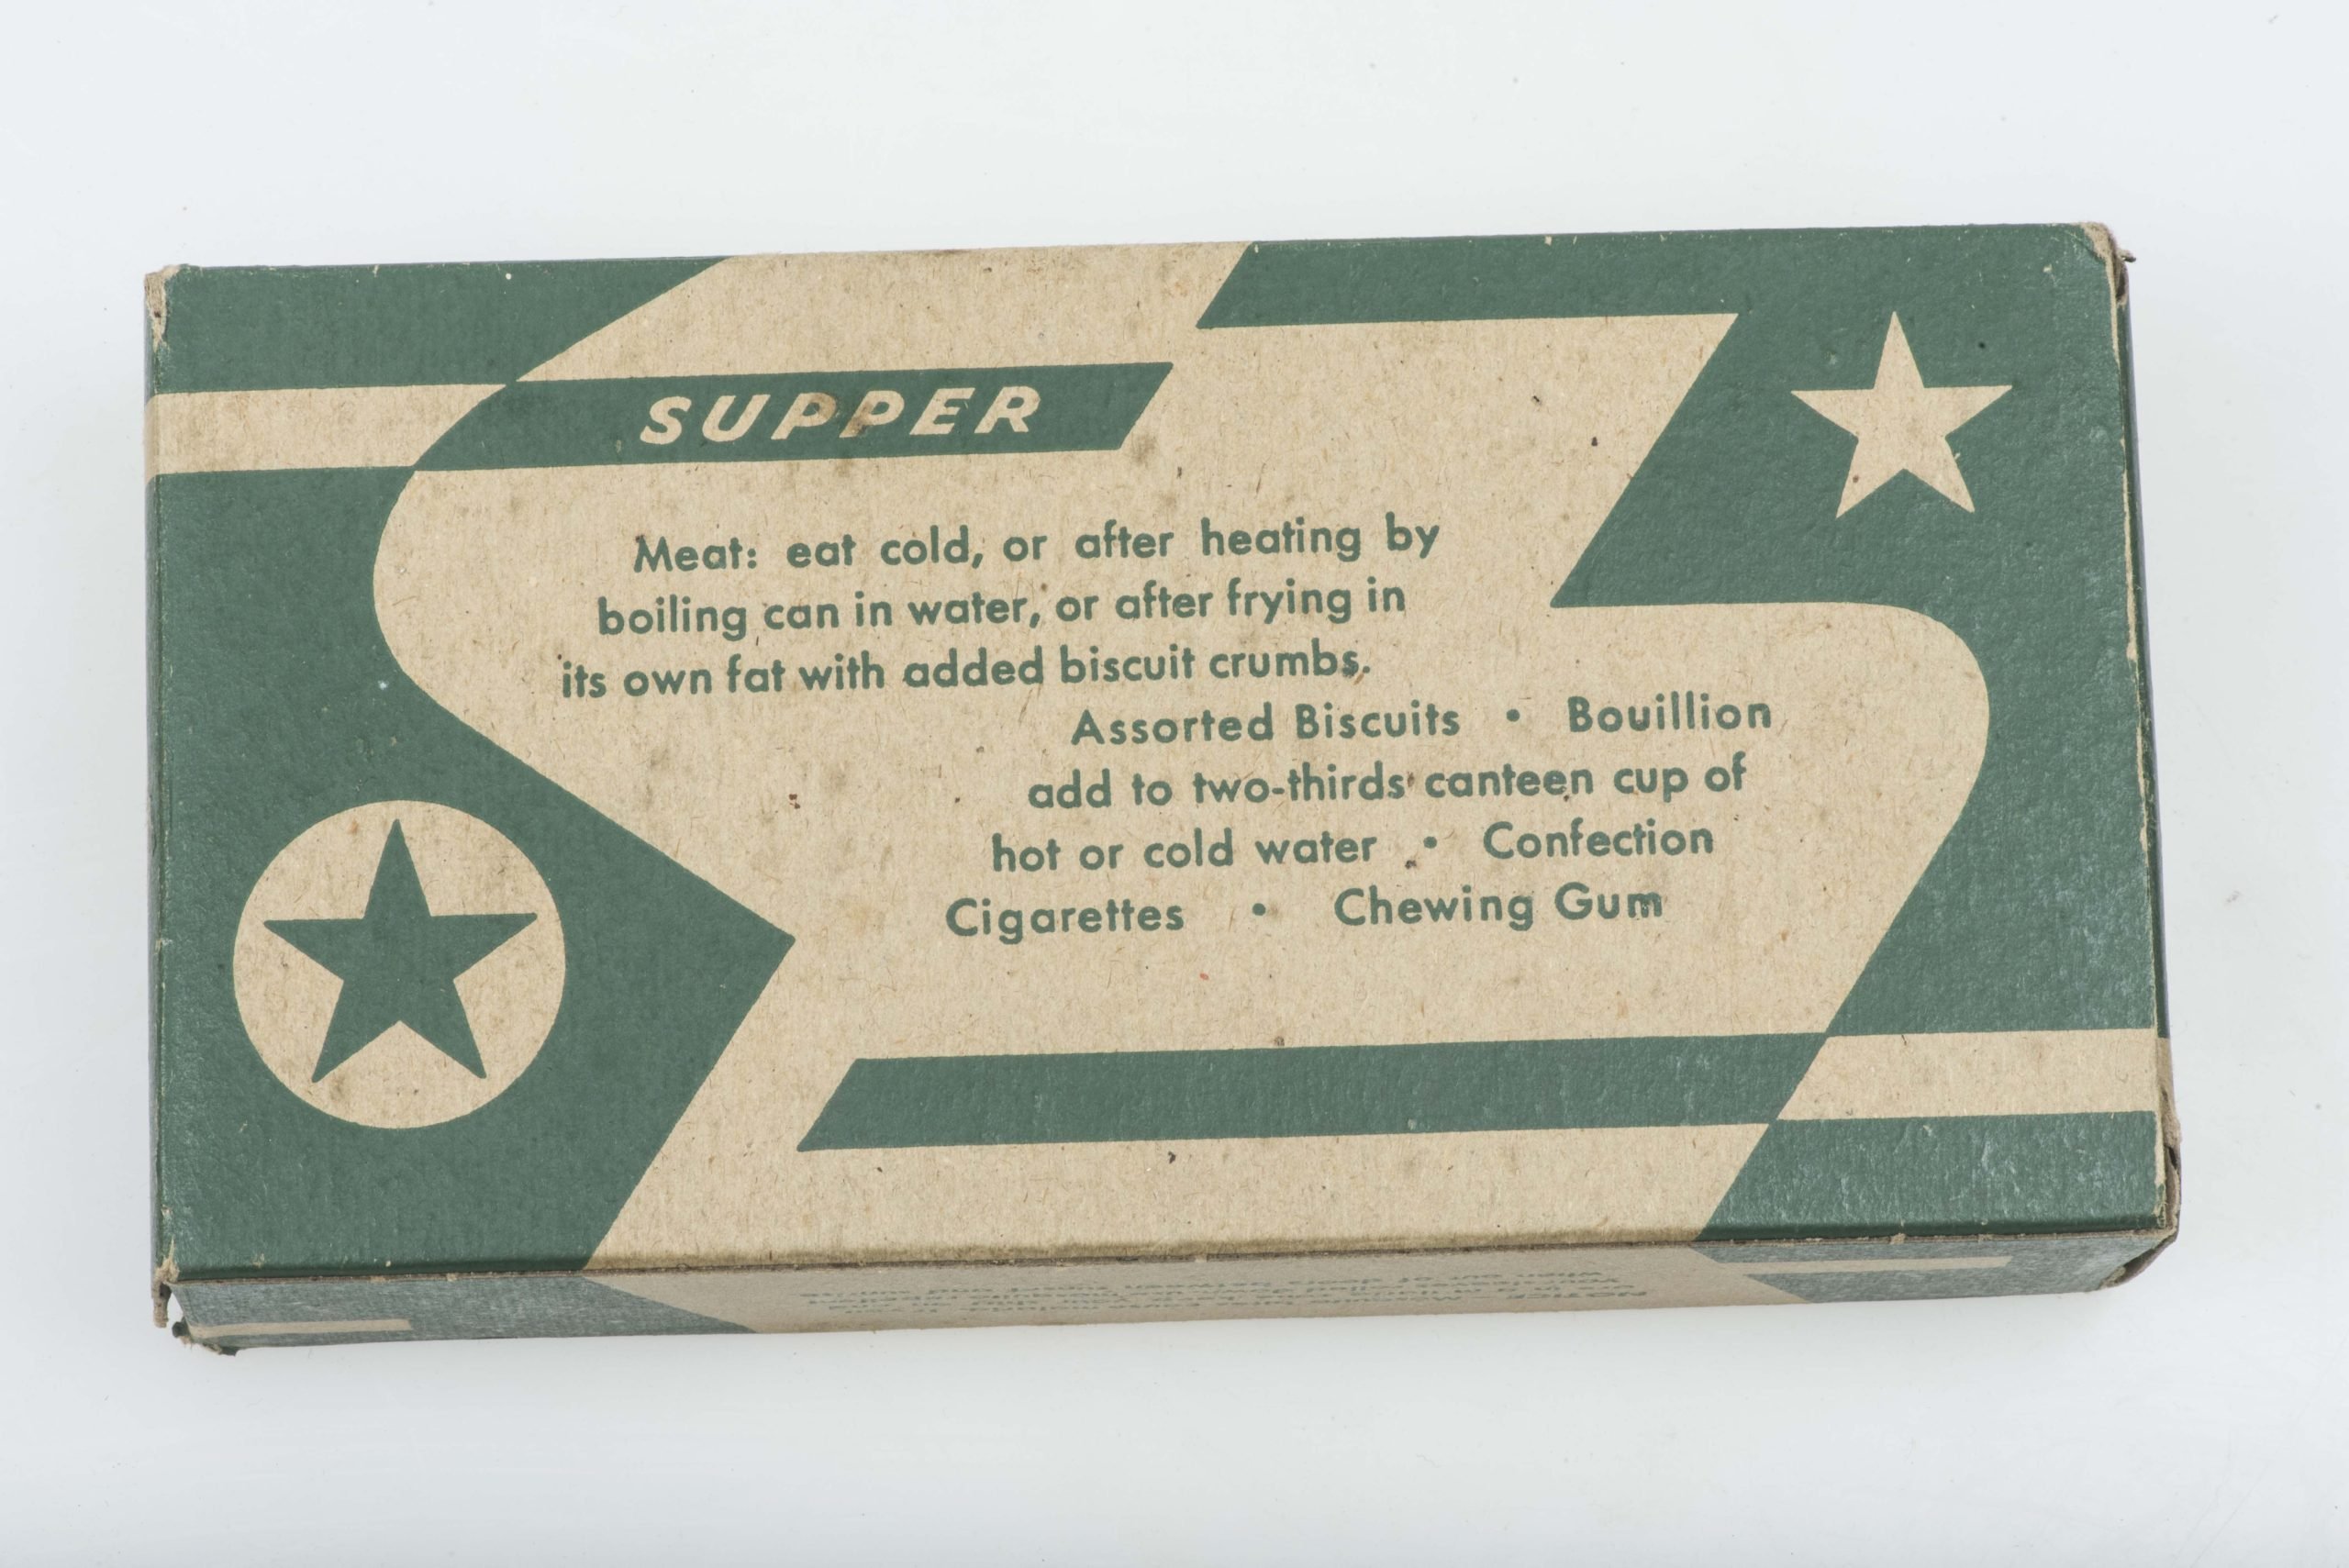 SUPPER
Meat: eat cold, or after heating by
boiling can in water, or after frying in
its own fat with added biscuit crumbs.
Assorted Biscuits • Bouillion
add to two-thirds canteen cup of
hot or cold water • Confection
Cigarettes • Chewing Gum
NOTICE